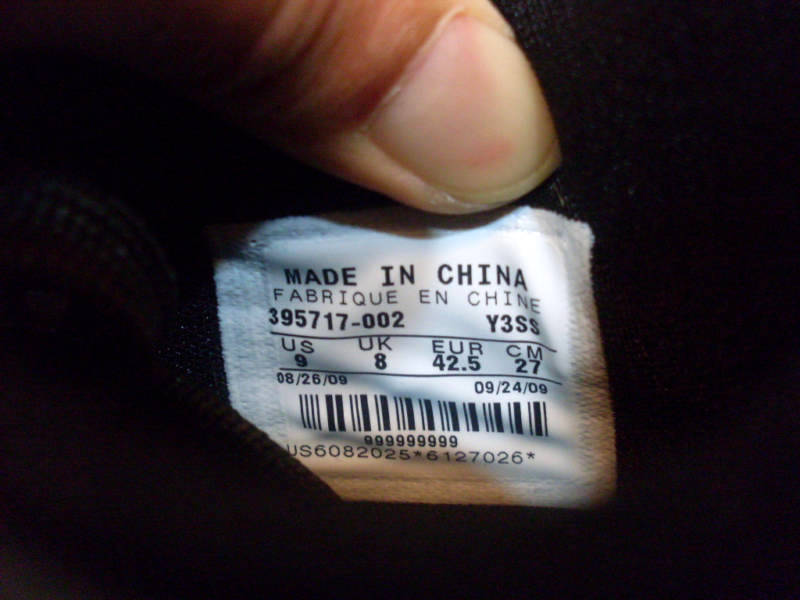 MADE IN CHINA
FABRIQUE EN CHINE
395717-002 Y3SS
US UK EUR CM
9 8 42.5 27
08/26/09 09/24/09
999999999
US6082025*6127026*